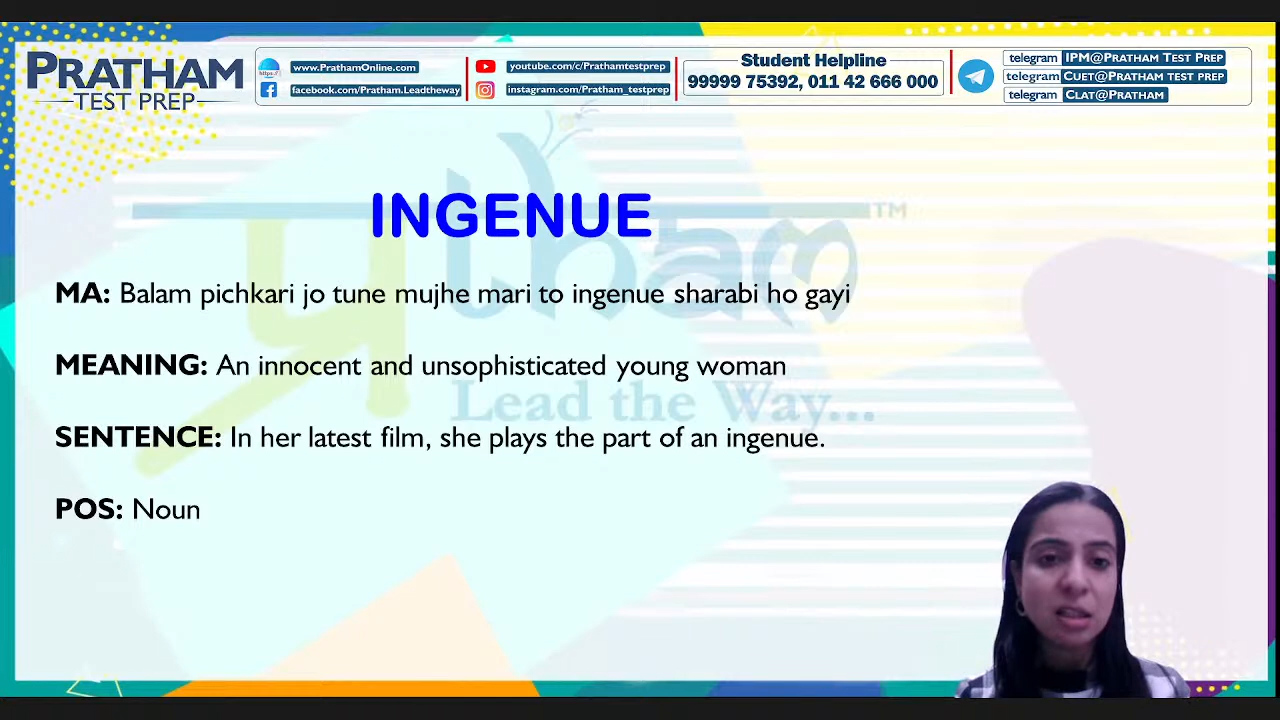 PRATHAM
TEST PREP
https://
www.PrathamOnline.com
facebook.com/Pratham.Leadtheway
youtube.com/c/Prathamtestprep
instagram.com/Pratham_testprep
Student Helpline
99999 75392, 011 42 666 000
telegram IPM@PRATHAM TEST PREP
telegram CUET@PRATHAM TEST PREP
telegram CLAT@PRATHAM
INGENUE
प्रthaम TM
MA: Balam pichkari jo tune mujhe mari to ingenue sharabi ho gayi
MEANING: An innocent and unsophisticated young woman
Lead the Way...
SENTENCE: In her latest film, she plays the part of an ingenue.
POS: Noun